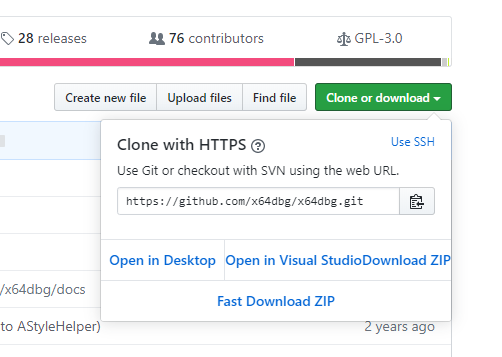 28 releases 76 contributors GPL-3.0
Create new file Upload files Find file Clone or download
Clone with HTTPS Use SSH
Use Git or checkout with SVN using the web URL.
https://github.com/x64dbg/x64dbg.git
Open in Desktop Open in Visual StudioDownload ZIP
/x64dbg/docs
Fast Download ZIP
to AStyleHelper) 2 years ago